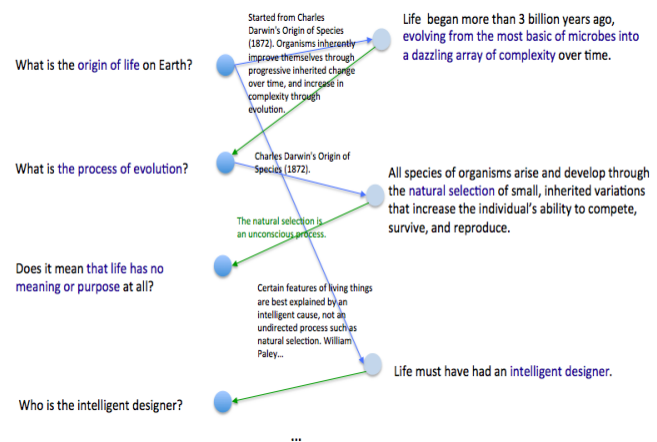 Started from Charles
Darwin's Origin of Species
(1872). Organisms inherently
improve themselves through
progressive inherited change
over time, and increase in
complexity through
evolution.
Life began more than 3 billion years ago,
evolving from the most basic of microbes into
a dazzling array of complexity over time.
What is the origin of life on Earth?
What is the process of evolution?
Charles Darwin's Origin of
Species (1872).
All species of organisms arise and develop through
the natural selection of small, inherited variations
that increase the individual's ability to compete,
survive, and reproduce.
The natural selection is
an unconscious process.
Does it mean that life has no
meaning or purpose at all?
Certain features of living things
are best explained by an
intelligent cause, not an
undirected process such as
natural selection. William
Paley...
Life must have had an intelligent designer.
Who is the intelligent designer?
...